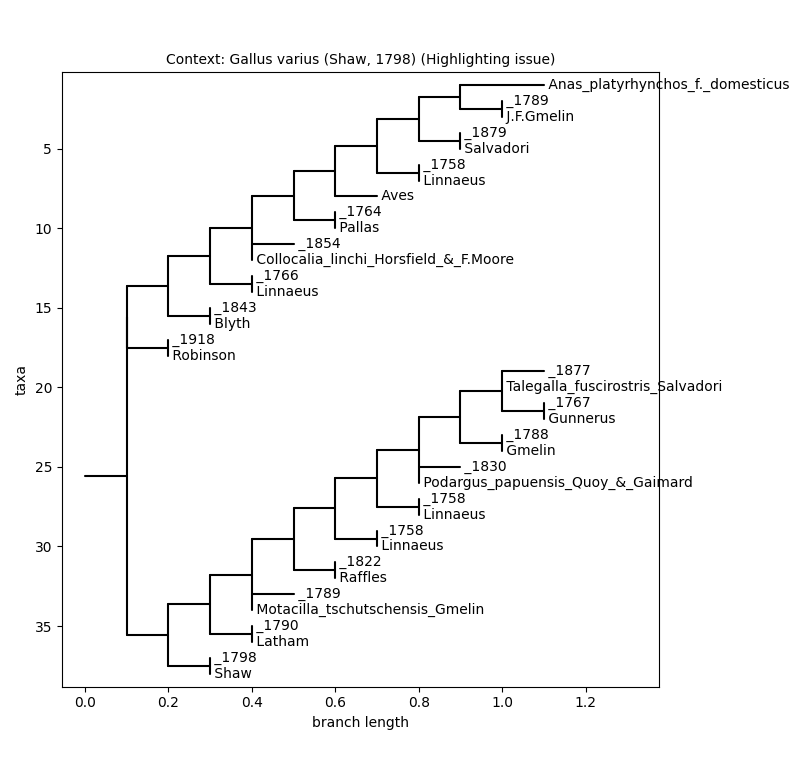 Context: Gallus varius (Shaw, 1798) (Highlighting issue)
Anas_platyrhynchos_f._domesticus
_1789
J.F.Gmelin
_1879
Salvadori
_1758
Linnaeus
Aves
_1764
Pallas
_1854
Collocalia_linchi_Horsfield_&_F.Moore
_1766
Linnaeus
_1843
Blyth
_1918
Robinson
_1877
Talegalla_fuscirostris_Salvadori
_1767
Gunnerus
_1788
Gmelin
_1830
Podargus_papuensis_Quoy_&_Gaimard
_1758
Linnaeus
_1758
Linnaeus
_1822
Raffles
_1789
Motacilla_tschutschensis_Gmelin
_1790
Latham
_1798
Shaw
5
10
15
20
25
30
35
taxa
0.0 0.2 0.4 0.6 0.8 1.0 1.2
branch length